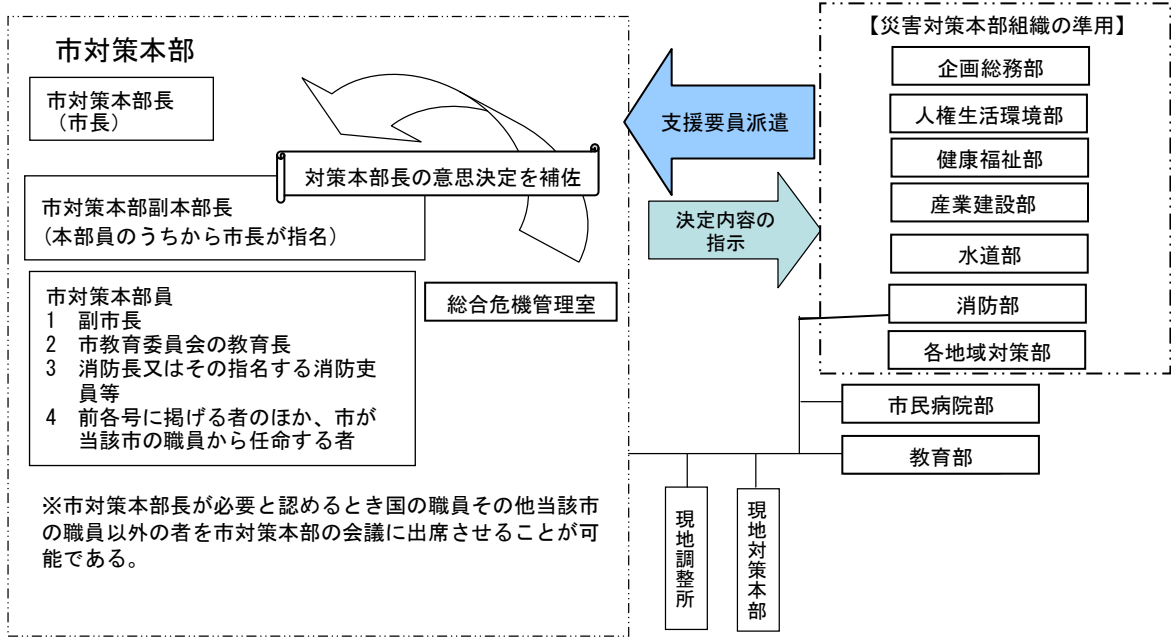 市対策本部
市対策本部長
(市長)
対策本部長の意思決定を補佐
市対策本部副本部長
(本部員のうちから市長が指名)
市対策本部員
1 副市長
2 市教育委員会の教育長
3 消防長又はその指名する消防吏
員等
4 前各号に掲げる者のほか、市が
当該市の職員から任命する者
総合危機管理室
※市対策本部長が必要と認めるとき国の職員その他当該市
の職員以外の者を市対策本部の会議に出席させることが可
能である。
支援要員派遣
決定内容の
指示
【災害対策本部組織の準用】
企画総務部
人権生活環境部
健康福祉部
産業建設部
水道部
消防部
各地域対策部
市民病院部
教育部
現地調整所
現地対策本部